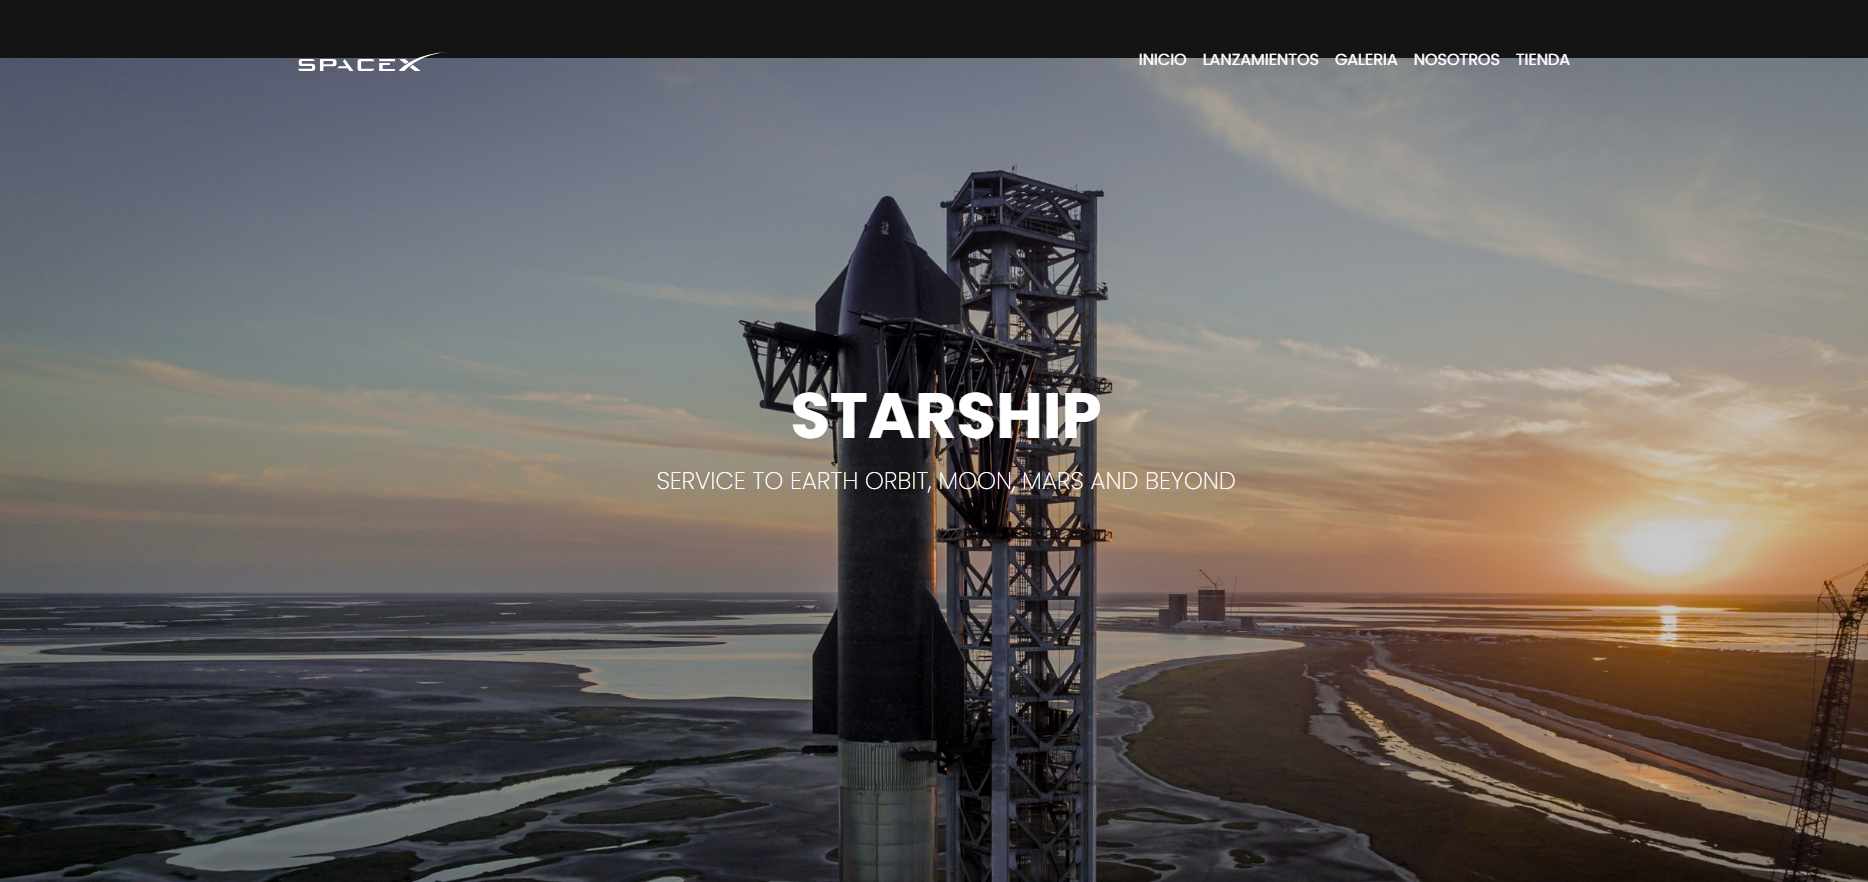 SPACEX
INICIO LANZAMIENTOS GALERIA NOSOTROS TIENDA
STARSHIP
SERVICE TO EARTH ORBIT, MOON, MARS AND BEYOND